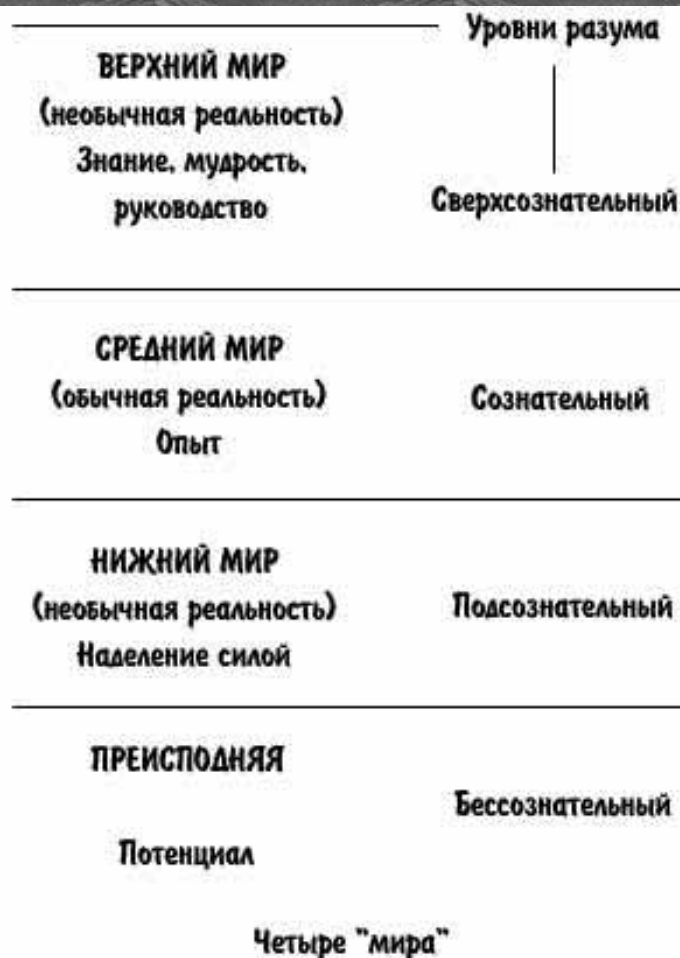 Уровни разума
ВЕРХНИЙ МИР
(необычная реальность)
Знание, мудрость,
руководство
Сверхсознательный
СРЕДНИЙ МИР
(обычная реальность)
Опыт
Сознательный
НИЖНИЙ МИР
(необычная реальность)
Наделение силой
Подсознательный
ПРЕИСПОДНЯЯ
Потенциал
Бессознательный
Четыре "мира"